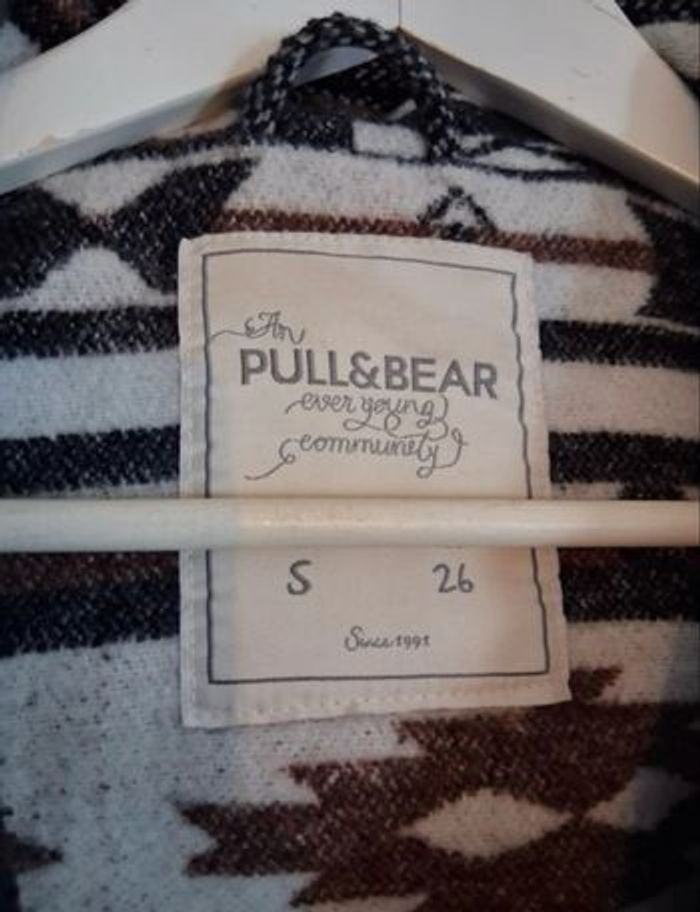 An
PULL&BEAR
ever young
community
S 26
Since 1991